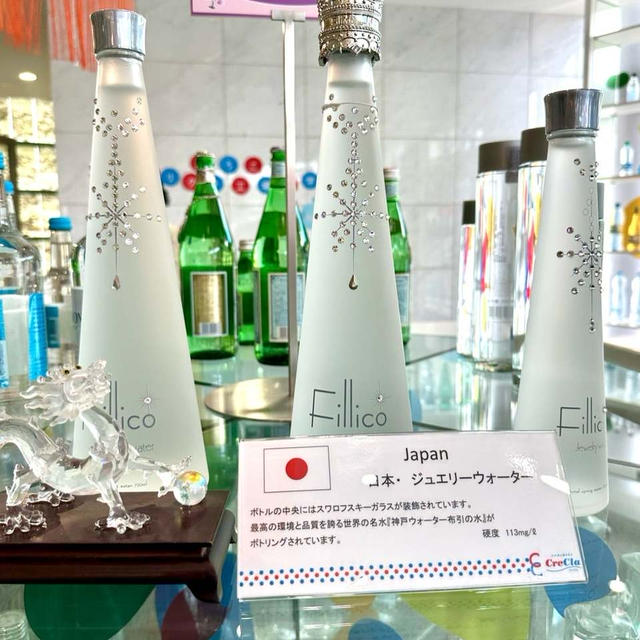 Fillico
Fillico
Fillic
Japan
日本・ ジュエリーウォーター
ボトルの中央にはスワロフスキーガラスが装飾されています。
最高の環境と品質を誇る世界の名水『神戸ウォーター布引の水』が
ボトリングされています。
硬度 113mg/ℓ
CreCla